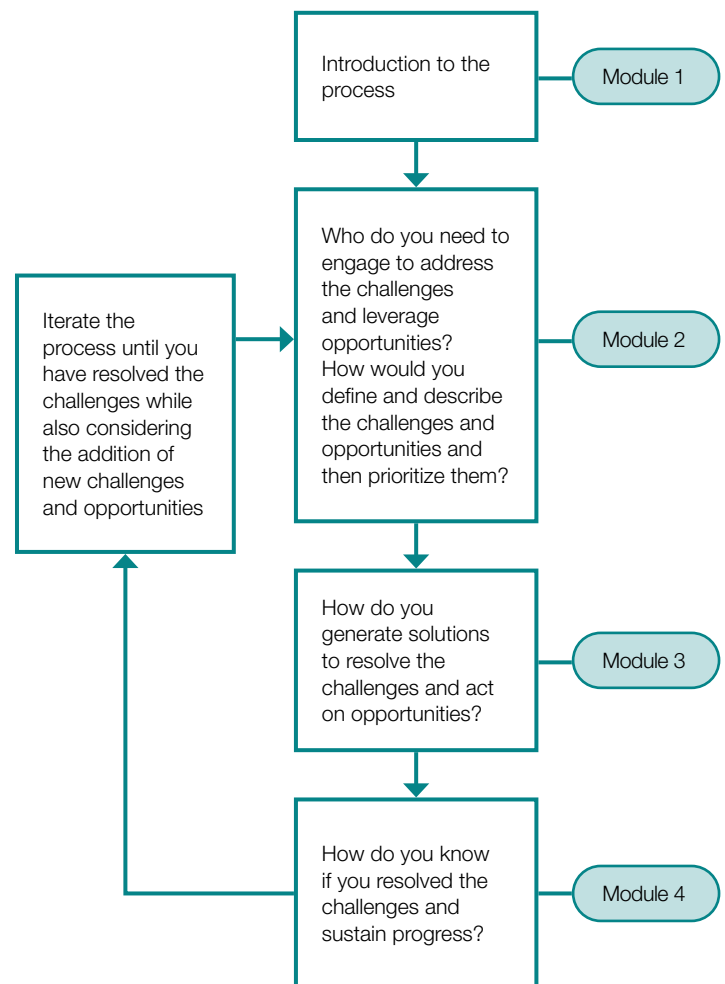 Introduction to the
process
Module 1
Who do you need to
engage to address
the challenges
and leverage
opportunities?
How would you
define and describe
the challenges and
opportunities and
then prioritize them?
Module 2
Iterate the
process until you
have resolved the
challenges while
also considering
the addition of
new challenges
and opportunities
How do you
generate solutions
to resolve the
challenges and act
on opportunities?
Module 3
How do you know
if you resolved the
challenges and
sustain progress?
Module 4